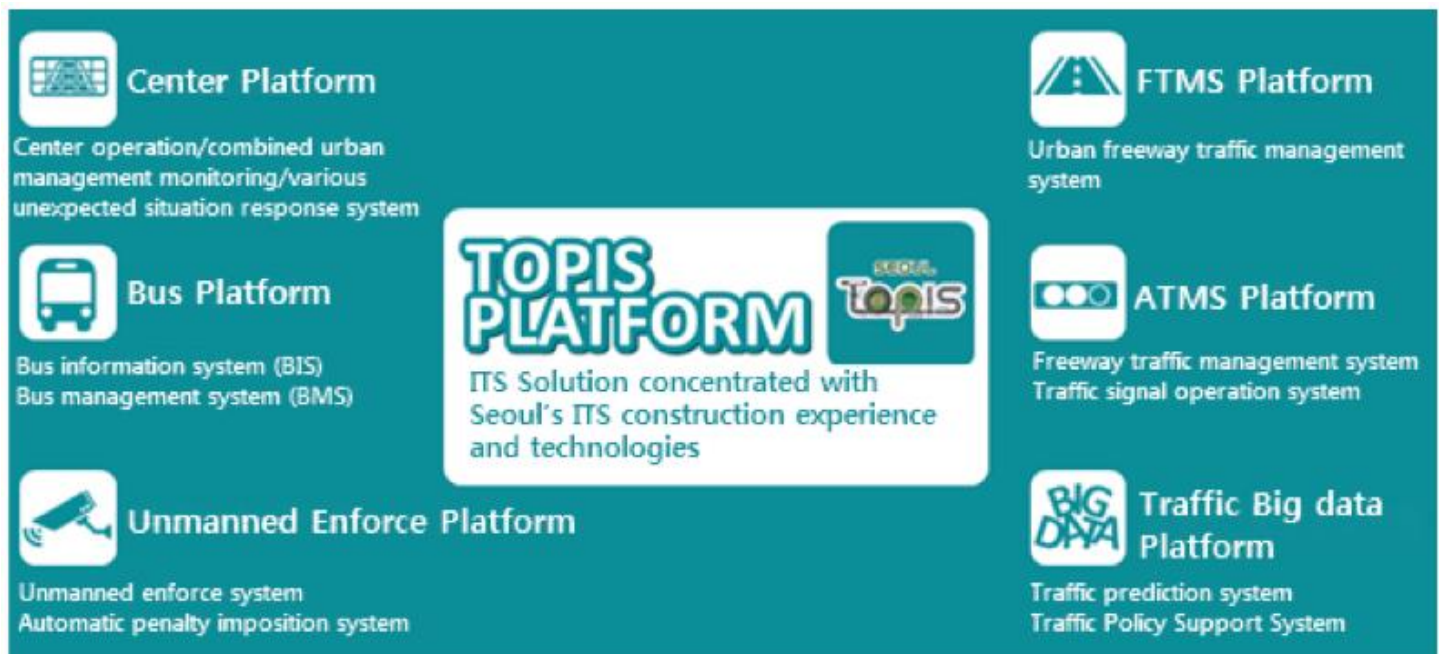 Center Platform
Center operation/combined urban
management monitoring/various
unexpected situation response system
Bus Platform
Bus information system (BIS)
Bus management system (BMS)
Unmanned Enforce Platform
Unmanned enforce system
Automatic penalty imposition system
TOPIS
PLATFORM
SEOUL
Topis
ITS Solution concentrated with
Seoul's ITS construction experience
and technologies
FTMS Platform
Urban freeway traffic management
system
ATMS Platform
Freeway traffic management system
Traffic signal operation system
BIG
DATA
Traffic Big data
Platform
Traffic prediction system
Traffic Policy Support System